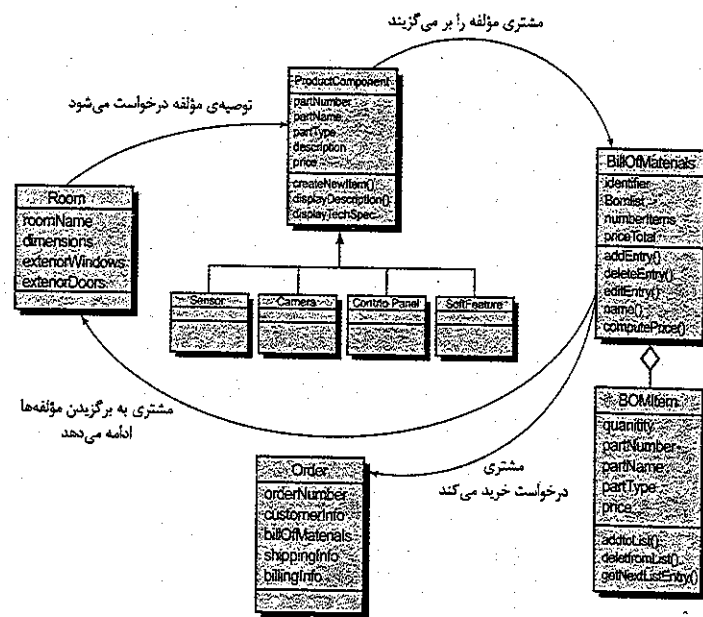 مشتری مؤلفه را بر می‌گزیند
ProductComponent
partNumber
partName
partType
description
price
createNewItem()
displayDescription()
displayTechSpec
توصیه‌ی مؤلفه درخواست می‌شود
Room
roomName
dimensions
exteriorWindows
exteriorDoors
BillOfMaterials
identifier
Bomlist
numberItems
priceTotal
addEntry()
deleteEntry()
editEntry()
name()
computePrice()
Sensor
Camera
Contrlo Panel
SoftFeature
مشتری به برگزیدن مؤلفه‌ها
ادامه می‌دهد
مشتری
درخواست خرید می‌کند
Order
orderNumber
customerInfo
billOfMaterials
shippingInfo
billingInfo
BOMItem
quantity
partNumber
partName
partType
price
addtoList()
deletfromList()
getNextListEntry()